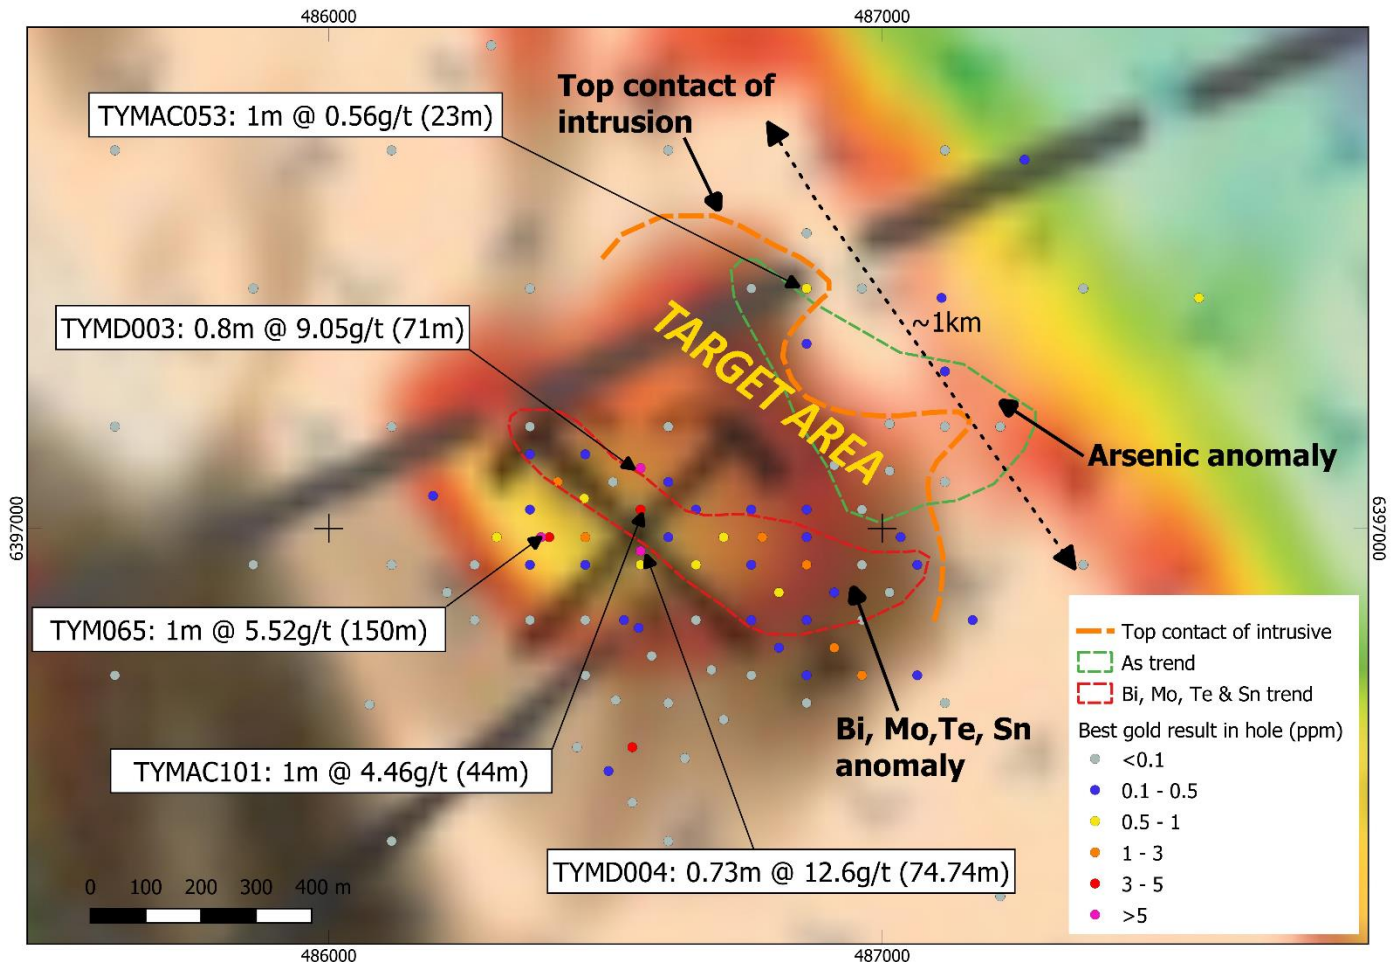 486000
487000
Top contact of
intrusion
TYMAC053: 1m @ 0.56g/t (23m)
~1km
TYMD003: 0.8m @ 9.05g/t (71m)
TARGET AREA
Arsenic anomaly
6397000
6397000
TYM065: 1m @ 5.52g/t (150m)
Bi, Mo,Te, Sn
anomaly
TYMAC101: 1m @ 4.46g/t (44m)
TYMD004: 0.73m @ 12.6g/t (74.74m)
Top contact of intrusive
As trend
Bi, Mo, Te & Sn trend
Best gold result in hole (ppm)
<0.1
0.1 - 0.5
0.5 - 1
1 - 3
3 - 5
>5
0 100 200 300 400 m
486000
487000